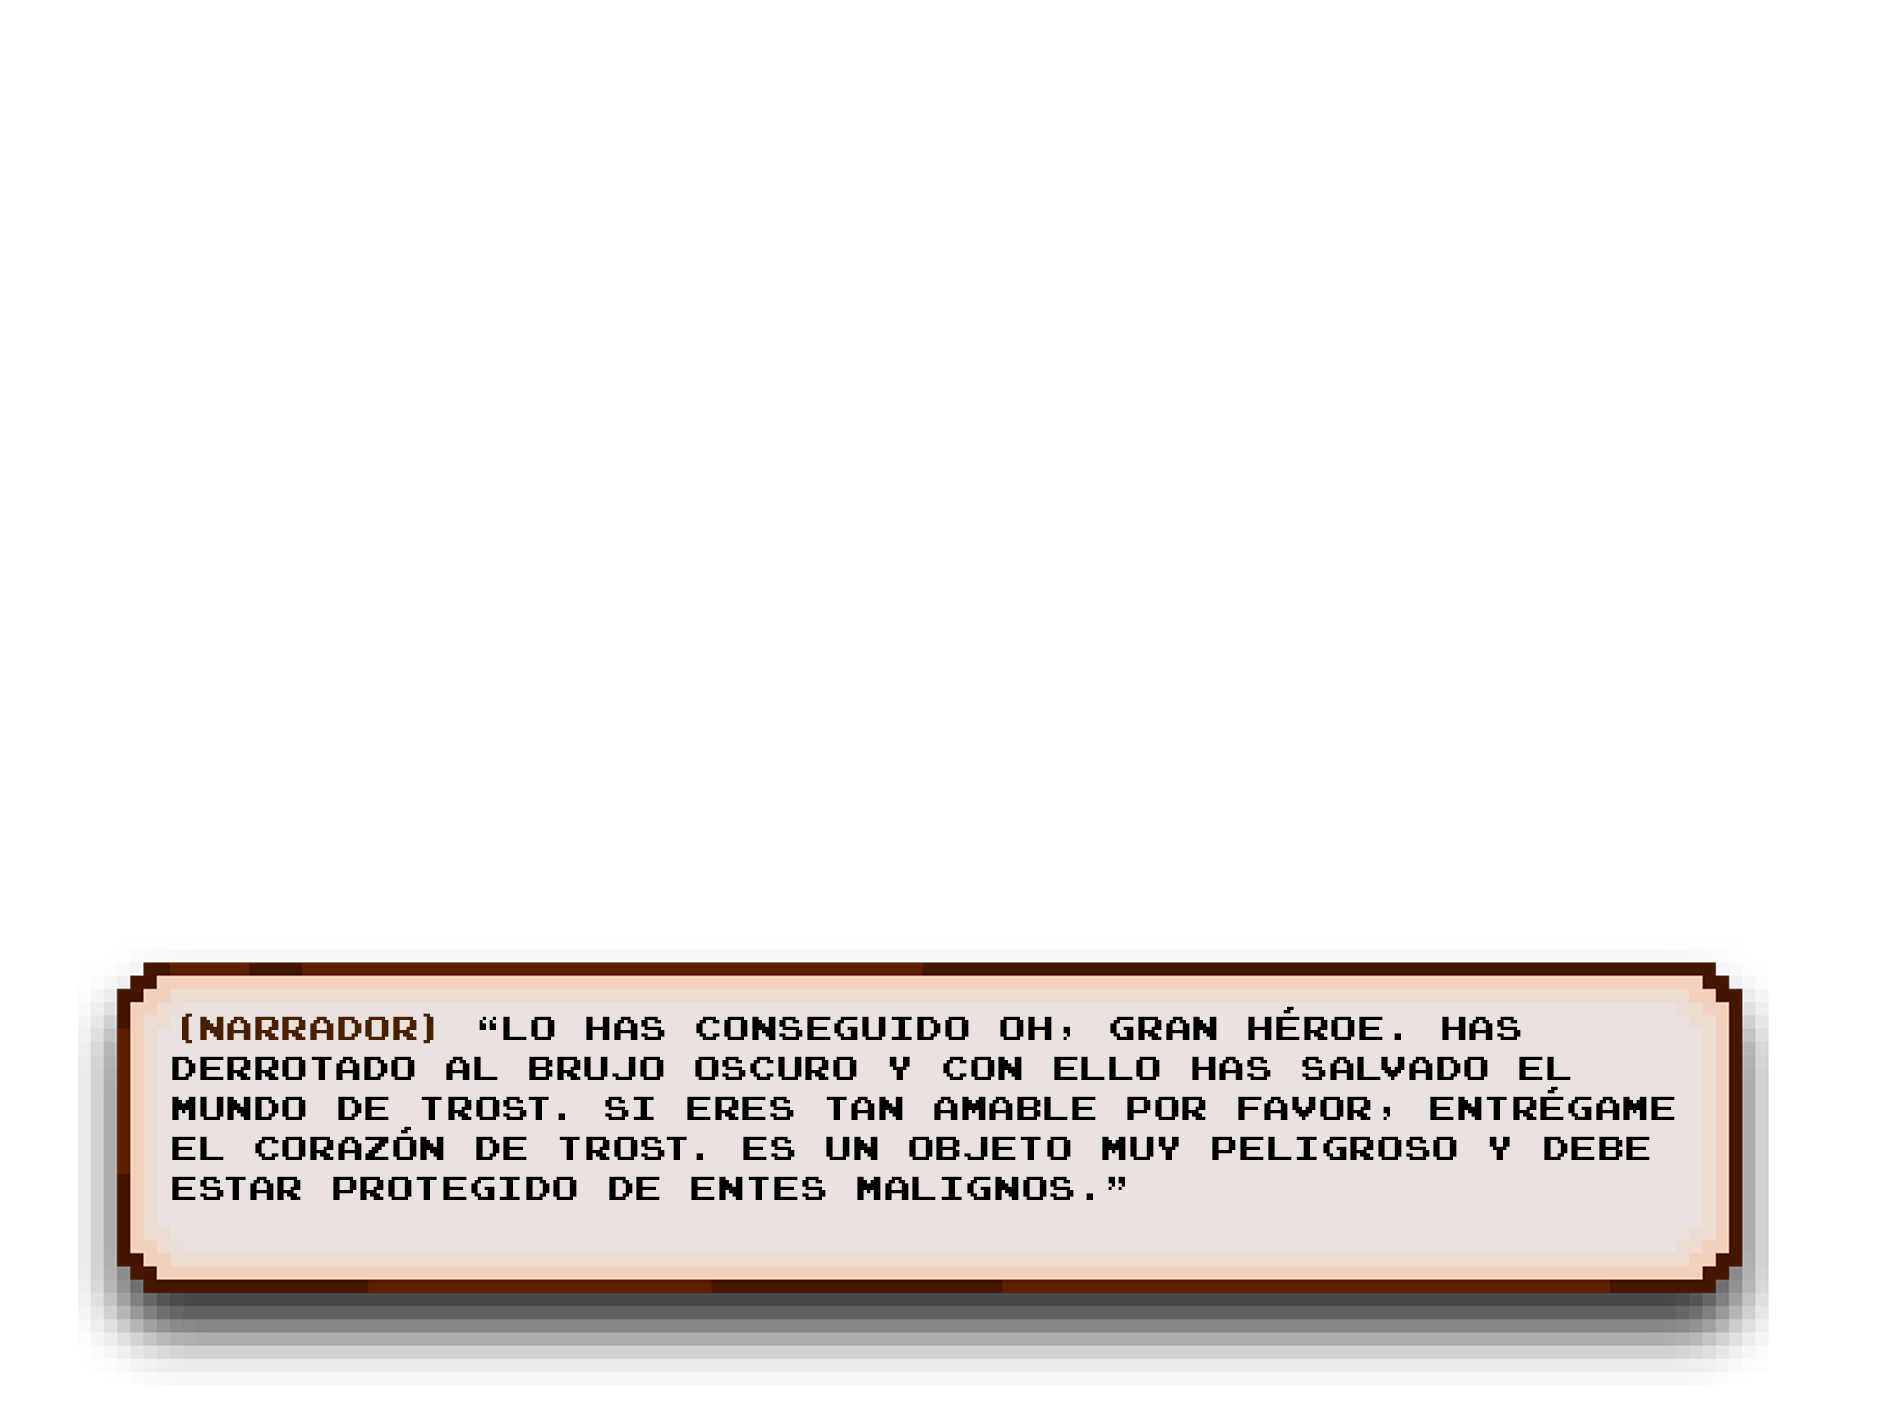 (NARRADOR) “LO HAS CONSEGUIDO OH, GRAN HÉROE. HAS
DERROTADO AL BRUJO OSCURO Y CON ELLO HAS SALVADO EL
MUNDO DE TROST. SI ERES TAN AMABLE POR FAVOR, ENTRÉGAME
EL CORAZÓN DE TROST. ES UN OBJETO MUY PELIGROSO Y DEBE
ESTAR PROTEGIDO DE ENTES MALIGNOS.”